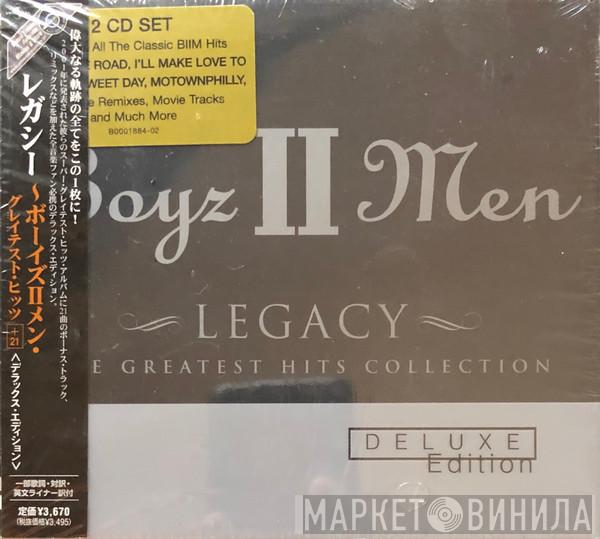 2 CD SET
All The Classic BIIM Hits
ROAD, I'LL MAKE LOVE TO
WEET DAY, MOTOWNPHILLY,
e Remixes, Movie Tracks
and Much More
B0001884-02
oyz II Men
LEGACY
E GREATEST HITS COLLECTION
DELUXE
Edition
偉大なる軌跡の全てをこの1枚に!
2001年に発表された彼らのスーパー・グレイテスト・ヒッツ・アルバムに21曲のボーナス・トラック、
リミックスなどを加えた全音楽ファン必携のデラックス・エディション。
レガシー~ボーイズIIメン・
グレイテスト・ヒッツ+21
<デラックス・エディション>
一部歌詞・対訳・
英文ライナー訳付
定価¥3,670
(税抜価格¥3,495)
МАРКЕТ ВИНИЛА